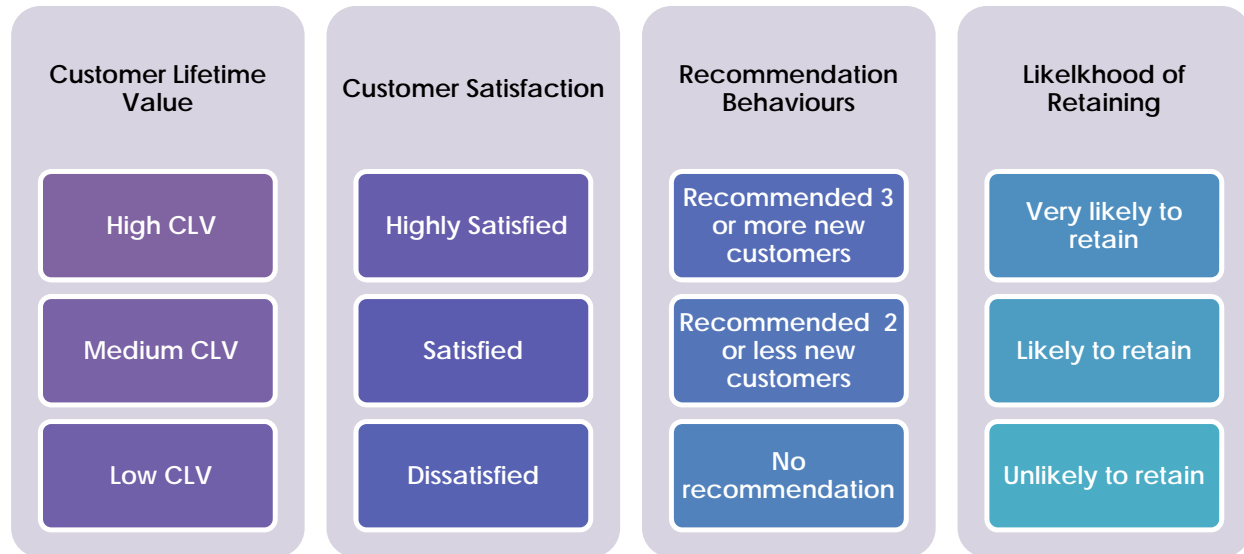 Customer Lifetime
Value
High CLV
Medium CLV
Low CLV
Customer Satisfaction
Highly Satisfied
Satisfied
Dissatisfied
Recommendation
Behaviours
Recommended 3
or more new
customers
Recommended 2
or less new
customers
No
recommendation
Likelkhood of
Retaining
Very likely to
retain
Likely to retain
Unlikely to retain